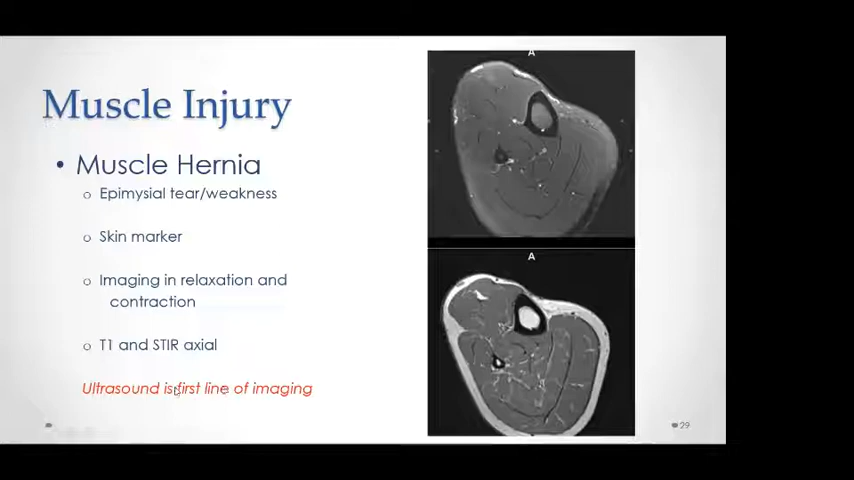 Muscle Injury
• Muscle Hernia
o Epimysial tear/weakness
o Skin marker
o Imaging in relaxation and
contraction
o T1 and STIR axial
Ultrasound is first line of imaging
A
A
29